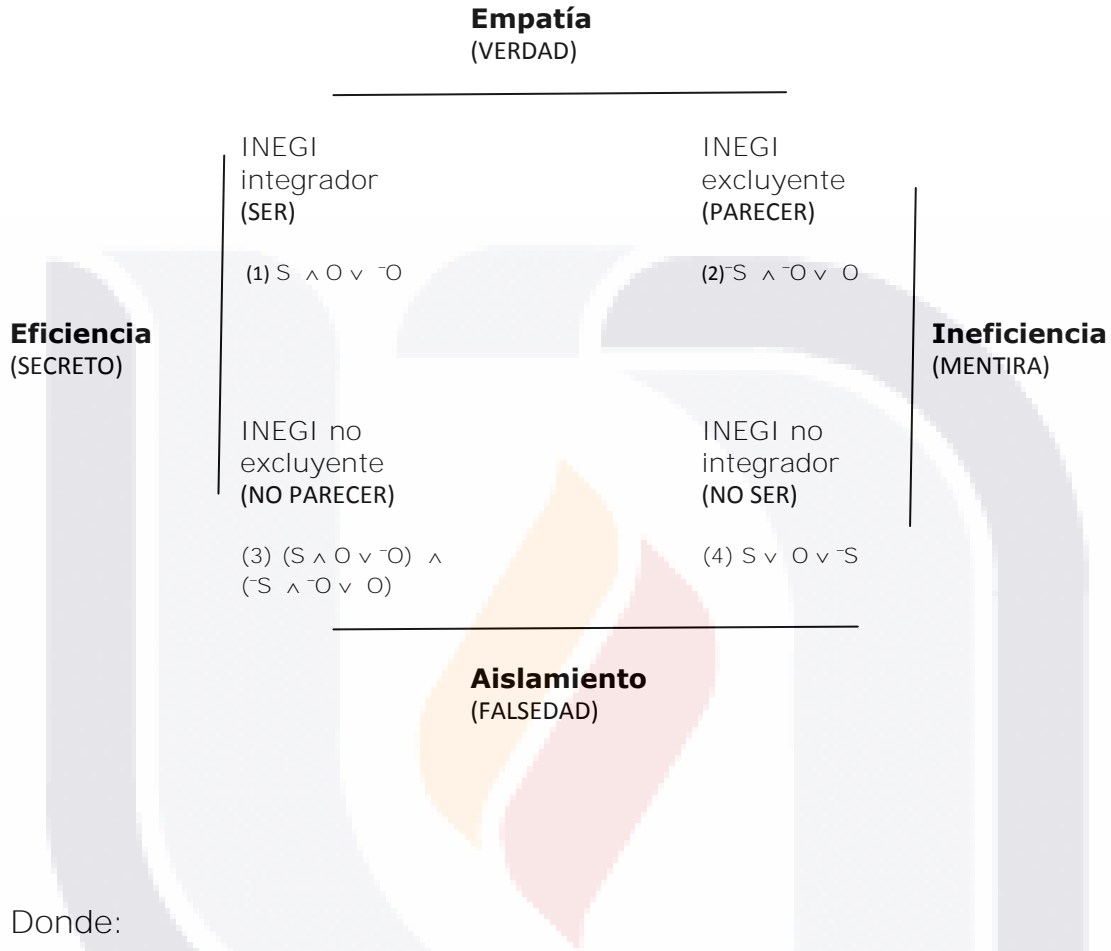 Empatía
(VERDAD)
INEGI
integrador
(SER)
(1) S ∧ O ∨ ¯O
INEGI
excluyente
(PARECER)
(2)¯S ∧ ¯O ∨ O
Eficiencia
(SECRETO)
Ineficiencia
(MENTIRA)
INEGI no
excluyente
(NO PARECER)
(3) (S ∧ O ∨ ¯O) ∧
(¯S ∧ ¯O ∨ O)
INEGI no
integrador
(NO SER)
(4) S ∨ O ∨ ¯S
Aislamiento
(FALSEDAD)
Donde: